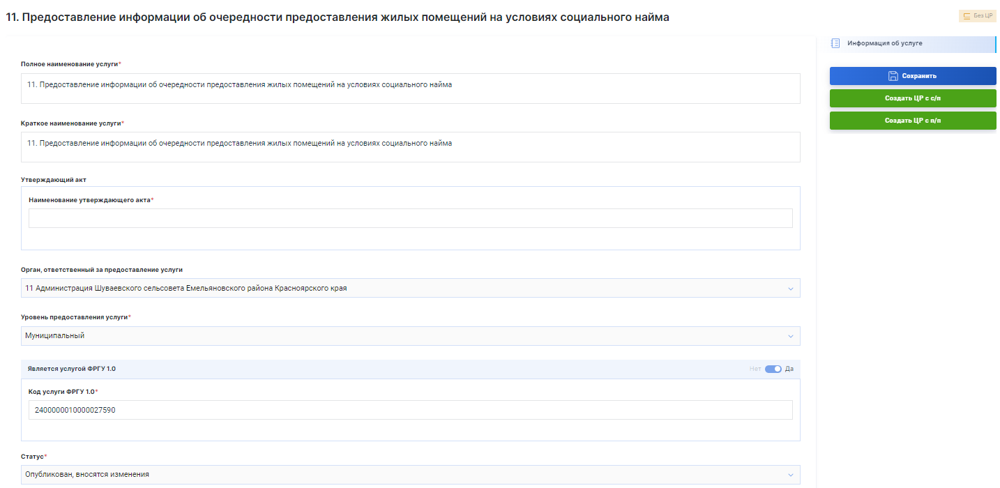 11. Предоставление информации об очередности предоставления жилых помещений на условиях социального найма
Без ЦР
Информация об услуге
Сохранить
Создать ЦР с с/п
Создать ЦР с п/п
Полное наименование услуги*
11. Предоставление информации об очередности предоставления жилых помещений на условиях социального найма
Краткое наименование услуги*
11. Предоставление информации об очередности предоставления жилых помещений на условиях социального найма
Утверждающий акт
Наименование утверждающего акта*
Орган, ответственный за предоставление услуги
11 Администрация Шуваевского сельсовета Емельяновского района Красноярского края
Уровень предоставления услуги*
Муниципальный
Является услугой ФРГУ 1.0
Нет Да
Код услуги ФРГУ 1.0*
2400000010000027590
Статус*
Опубликован, вносятся изменения